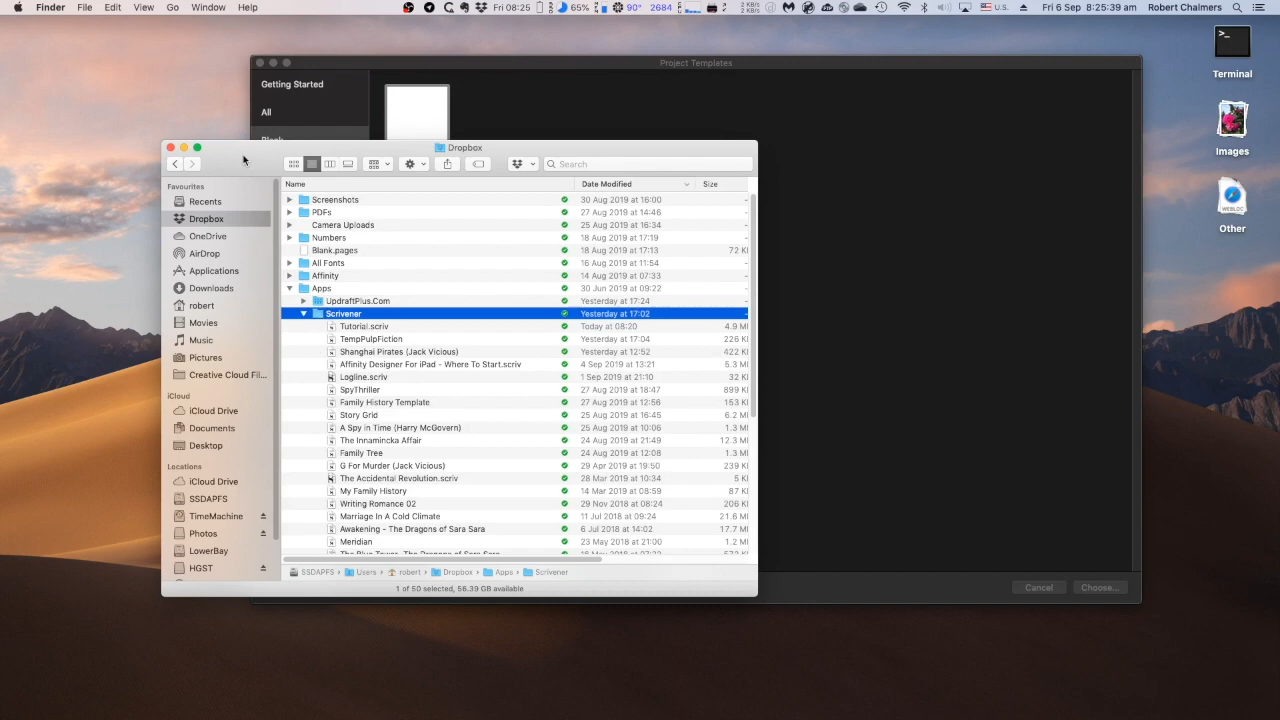 Finder File Edit View Go Window Help Fri 08:25 65% 90° 2684 2 KB/s 2 KB/s U.S. Fri 6 Sep 8:25:39 am Robert Chalmers
Terminal
Images
WEBLOC
Other
Project Templates
Getting Started
All
Blank
Cancel Choose...
Dropbox
Search
Favourites
Recents
Dropbox
OneDrive
AirDrop
Applications
Downloads
robert
Movies
Music
Pictures
Creative Cloud Fil...
iCloud
iCloud Drive
Documents
Desktop
Locations
iCloud Drive
SSDAPFS
TimeMachine
Photos
LowerBay
HGST
Name Date Modified Size
Screenshots 30 Aug 2019 at 16:00 -
PDFs 27 Aug 2019 at 14:46 -
Camera Uploads 25 Aug 2019 at 16:34 -
Numbers 18 Aug 2019 at 17:19 -
Blank.pages 18 Aug 2019 at 17:13 72 K
All Fonts 16 Aug 2019 at 11:54 -
Affinity 14 Aug 2019 at 07:33 -
Apps 30 Jun 2019 at 09:22 -
UpdraftPlus.Com Yesterday at 17:24 -
Scrivener Yesterday at 17:02 -
Tutorial.scriv Today at 08:20 4.9 M
TempPulpFiction Yesterday at 17:04 226 K
Shanghai Pirates (Jack Vicious) Yesterday at 12:52 422 K
Affinity Designer For iPad - Where To Start.scriv 4 Sep 2019 at 13:21 5.3 M
Logline.scriv 1 Sep 2019 at 21:10 32 K
SpyThriller 27 Aug 2019 at 18:47 899 K
Family History Template 27 Aug 2019 at 12:56 153 K
Story Grid 25 Aug 2019 at 16:45 6.2 M
A Spy in Time (Harry McGovern) 25 Aug 2019 at 10:06 1.3 M
The Innamincka Affair 24 Aug 2019 at 21:49 12.3 M
Family Tree 24 Aug 2019 at 12:08 1.3 M
G For Murder (Jack Vicious) 29 Apr 2019 at 19:50 239 K
The Accidental Revolution.scriv 28 Mar 2019 at 10:34 5 K
My Family History 14 Mar 2019 at 08:59 87 K
Writing Romance 02 29 Nov 2018 at 08:24 206 K
Marriage In A Cold Climate 11 Jul 2018 at 09:24 21.6 M
Awakening - The Dragons of Sara Sara 6 Jul 2018 at 14:02 17.7 M
Meridian 23 May 2018 at 21:00 1.2 M
The Blue Tower- The Dragons of Sara Sara
SSDAPFS › Users › robert › Dropbox › Apps › Scrivener
1 of 50 selected, 56.39 GB available